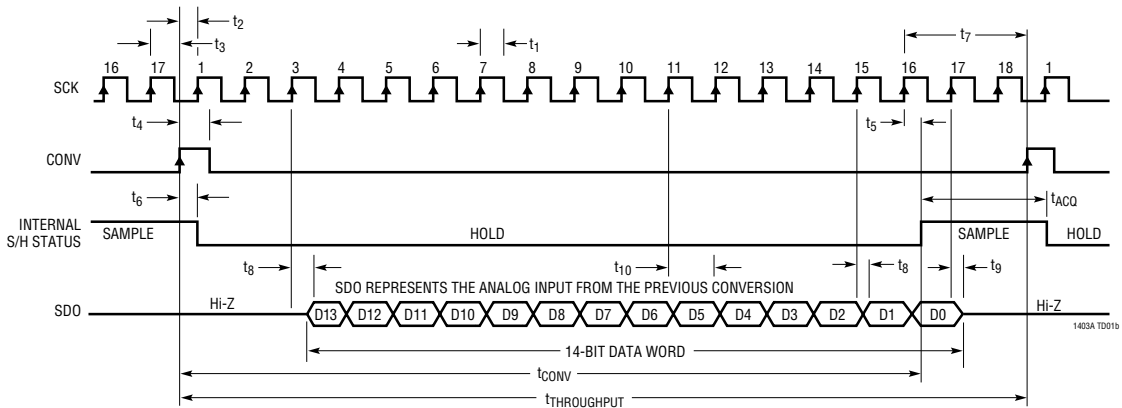 t2
t3
t1
t7
16 17 1 2 3 4 5 6 7 8 9 10 11 12 13 14 15 16 17 18 1
SCK
t4
t5
CONV
t6
tACQ
INTERNAL
S/H STATUS
SAMPLE HOLD SAMPLE HOLD
t8 t10 t8 t9
SDO REPRESENTS THE ANALOG INPUT FROM THE PREVIOUS CONVERSION
Hi-Z Hi-Z
SDO D13 D12 D11 D10 D9 D8 D7 D6 D5 D4 D3 D2 D1 D0
1403A TD01b
14-BIT DATA WORD
tCONV
tTHROUGHPUT